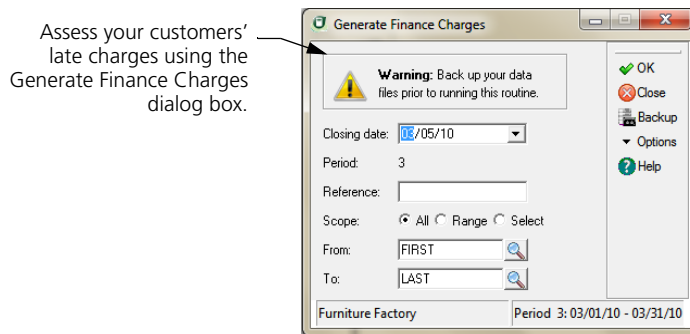 Assess your customers’
late charges using the
Generate Finance Charges
dialog box.
Generate Finance Charges
Warning: Back up your data
files prior to running this routine.
Closing date: 03/05/10
Period: 3
Reference:
Scope: All Range Select
From: FIRST
To: LAST
OK
Close
Backup
Options
Help
Furniture Factory Period 3: 03/01/10 - 03/31/10